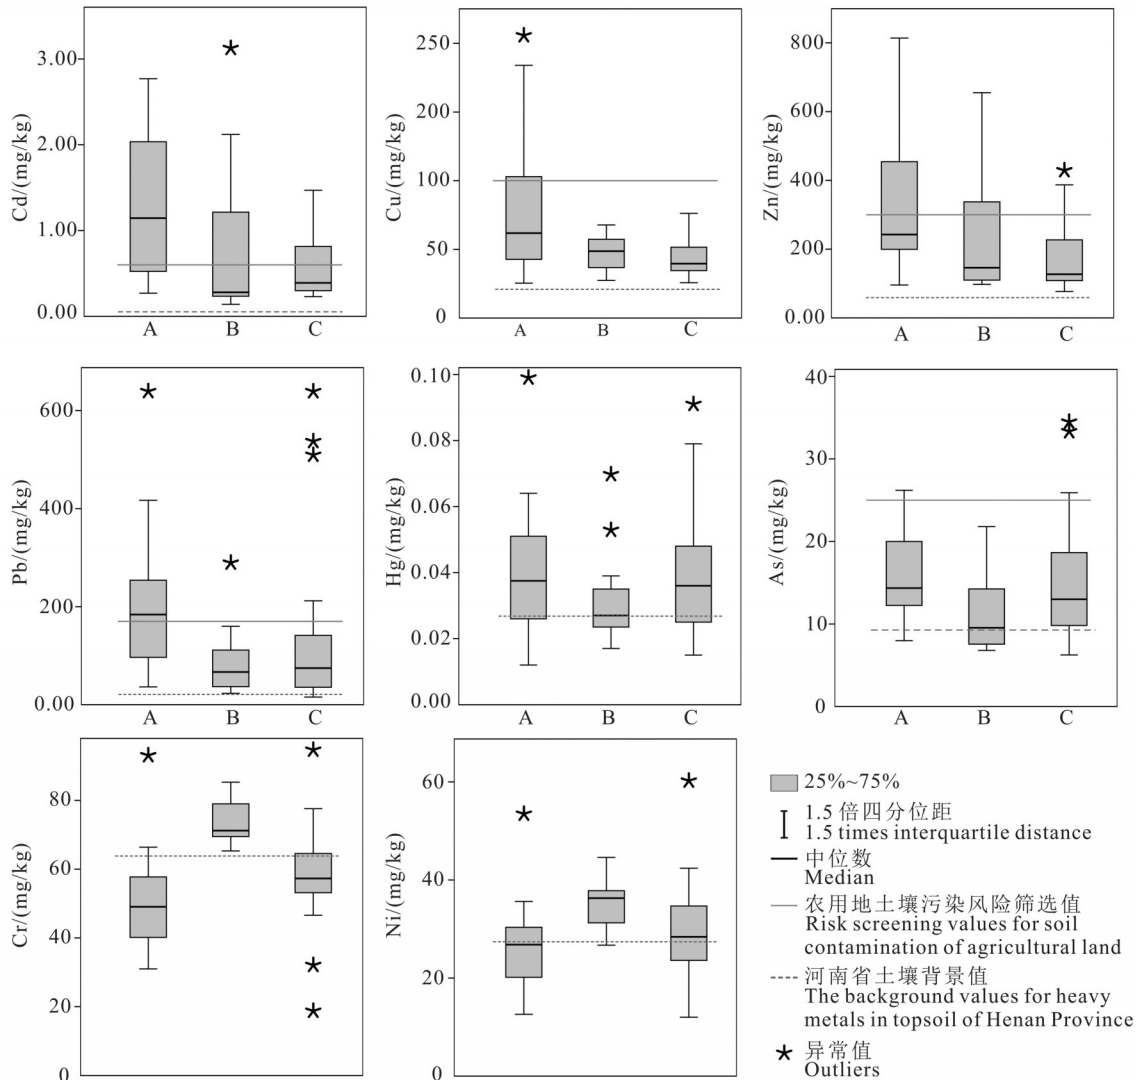 Cd/(mg/kg)
3.00
2.00
1.00
0.00
A B C
Cu/(mg/kg)
250
200
150
100
50
0
A B C
Zn/(mg/kg)
800
600
400
200
0.00
A B C
Pb/(mg/kg)
600
400
200
0.00
A B C
Hg/(mg/kg)
0.10
0.08
0.06
0.04
0.02
0.00
A B C
As/(mg/kg)
40
30
20
10
0
A B C
Cr/(mg/kg)
80
60
40
20
0
Ni/(mg/kg)
60
40
20
0
25%~75%
1.5 倍四分位距
1.5 times interquartile distance
中位数
Median
农用地土壤污染风险筛选值
Risk screening values for soil
contamination of agricultural land
河南省土壤背景值
The background values for heavy
metals in topsoil of Henan Province
异常值
Outliers